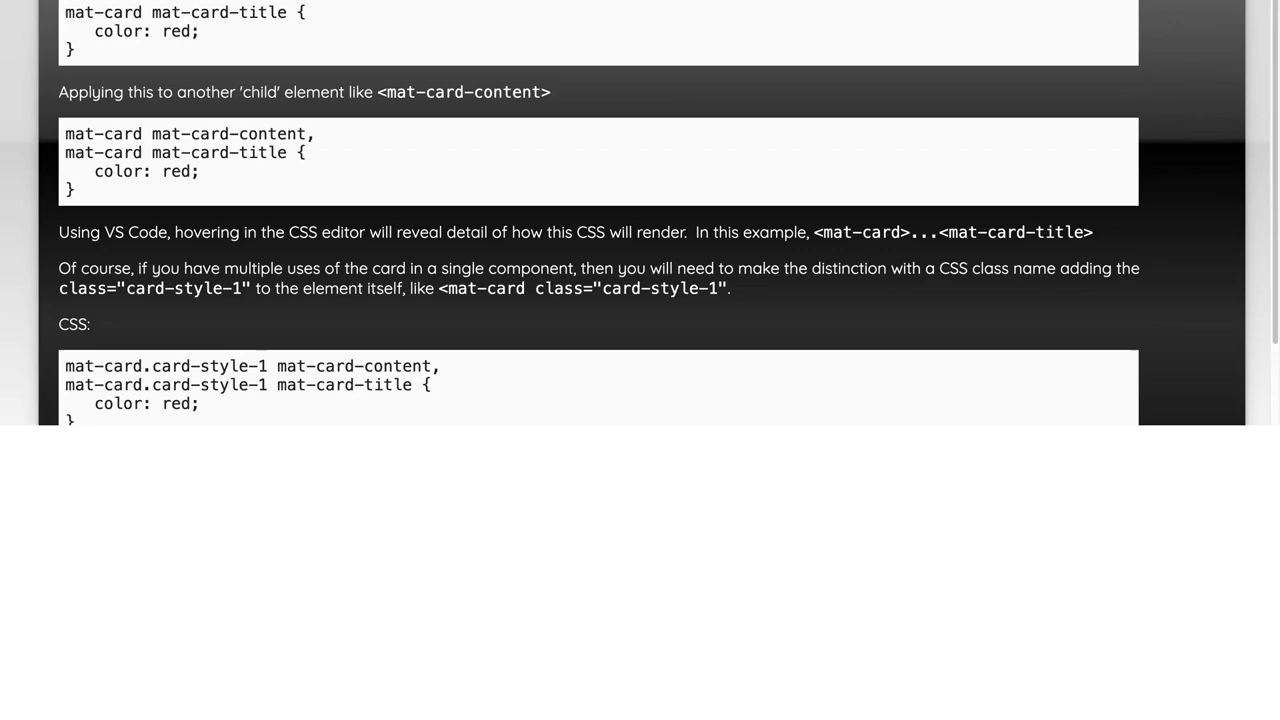 mat-card mat-card-title {
   color: red;
}
Applying this to another 'child' element like <mat-card-content>
mat-card mat-card-content,
mat-card mat-card-title {
   color: red;
}
Using VS Code, hovering in the CSS editor will reveal detail of how this CSS will render.  In this example, <mat-card>...<mat-card-title>
Of course, if you have multiple uses of the card in a single component, then you will need to make the distinction with a CSS class name adding the
class="card-style-1" to the element itself, like <mat-card class="card-style-1".
CSS:
mat-card.card-style-1 mat-card-content,
mat-card.card-style-1 mat-card-title {
   color: red;
}